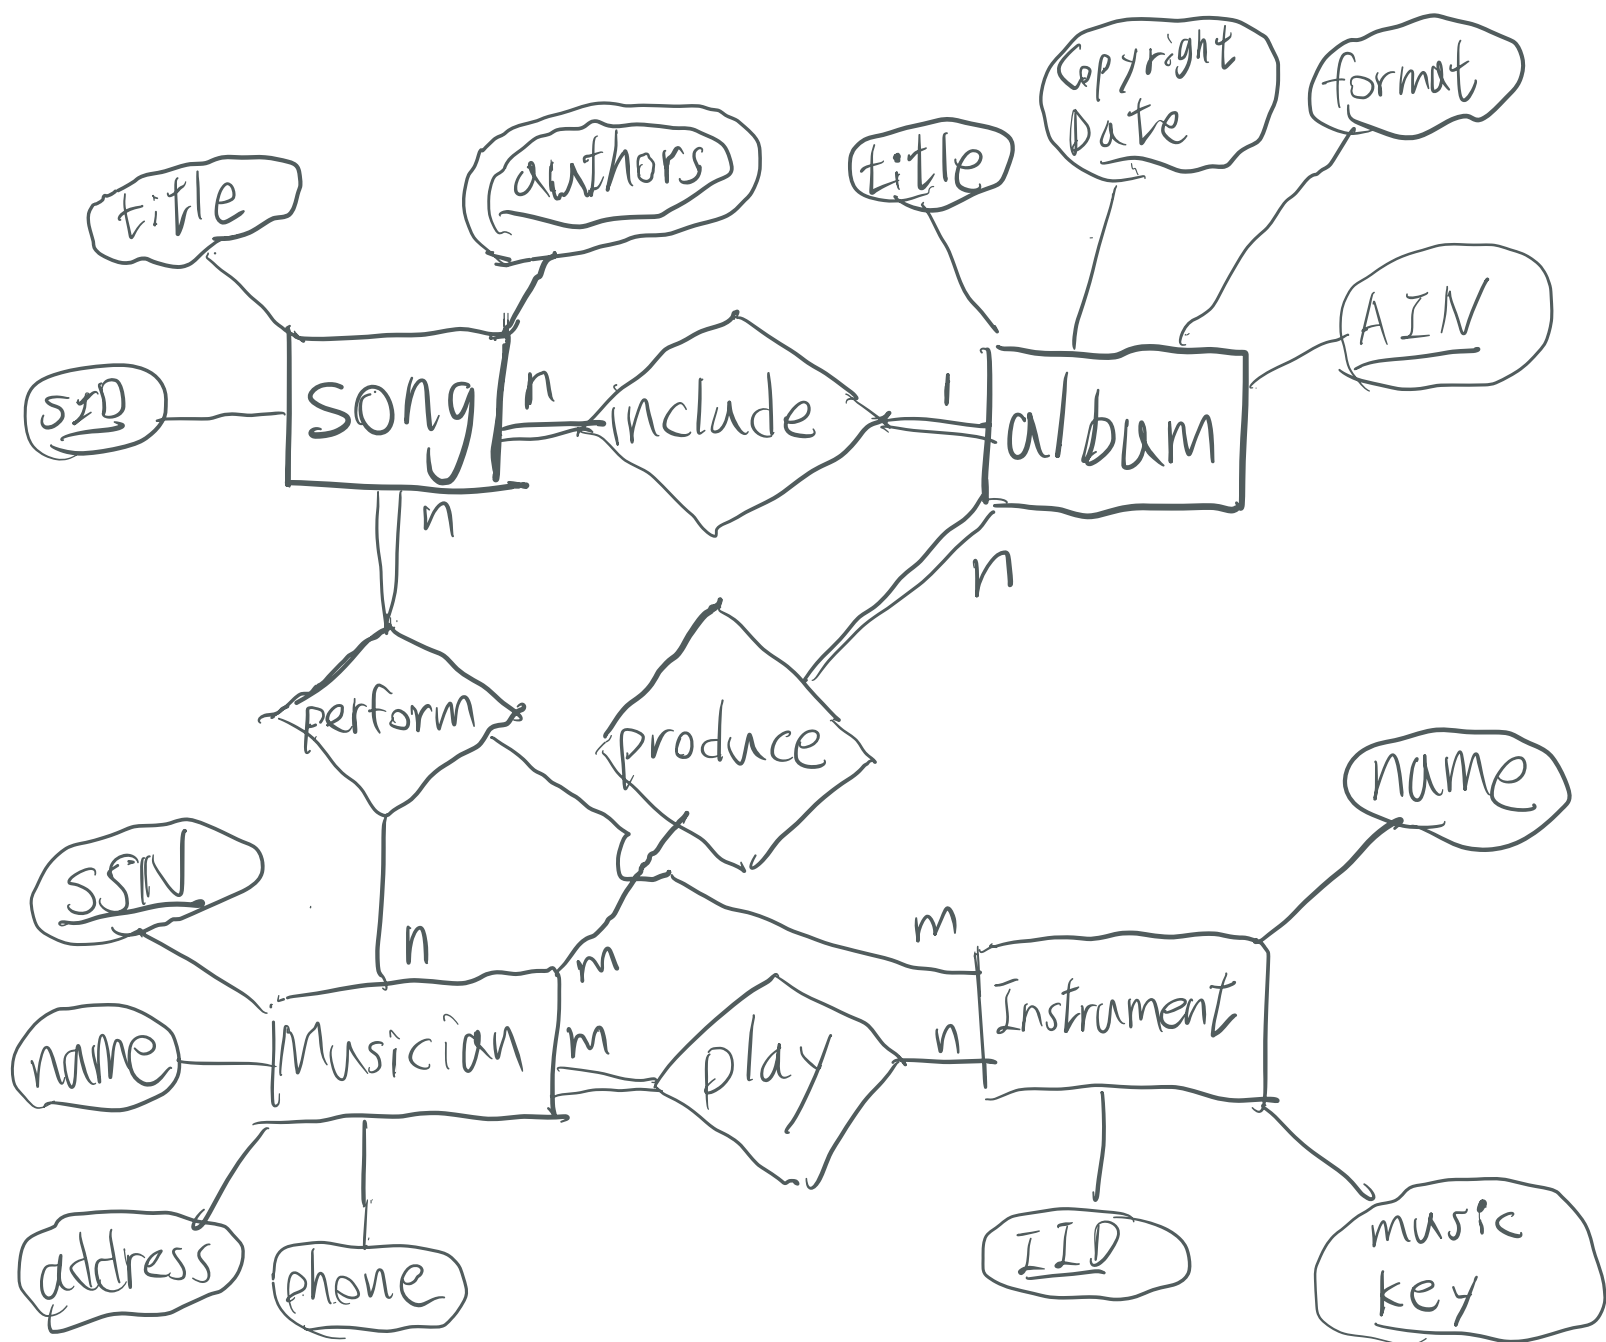 Copyright
Date
format
title
authors
title
AIN
SID
song
n
include
1
album
n
n
perform
produce
name
SSN
n
m
m
Instrument
name
Musician
m
play
n
address
phone
IID
music
key